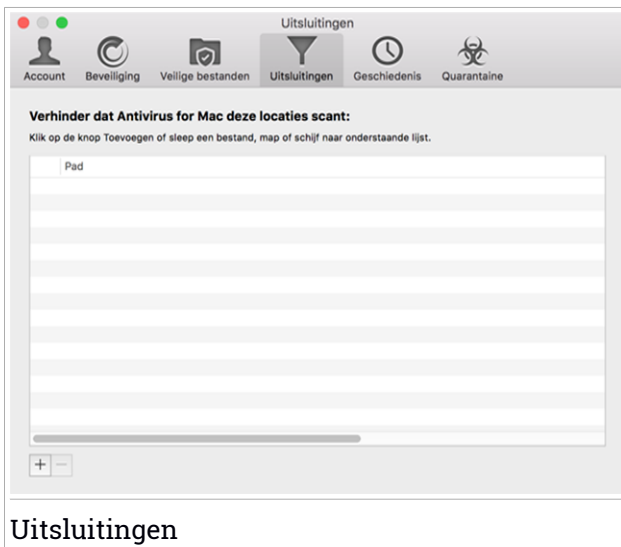 Uitsluitingen
Account Beveiliging Veilige bestanden Uitsluitingen Geschiedenis Quarantaine
Verhinder dat Antivirus for Mac deze locaties scant:
Klik op de knop Toevoegen of sleep een bestand, map of schijf naar onderstaande lijst.
Pad
+ −
Uitsluitingen